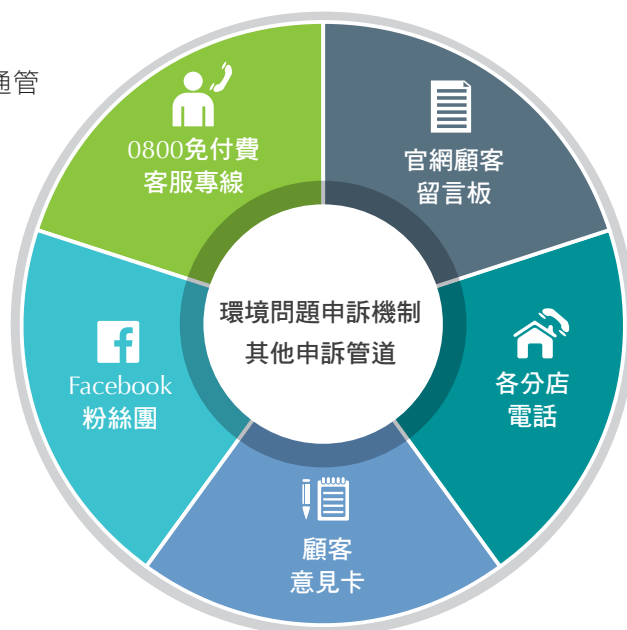 通管
0800免付費
客服專線
官網顧客
留言板
環境問題申訴機制
其他申訴管道
各分店
電話
Facebook
粉絲團
顧客
意見卡